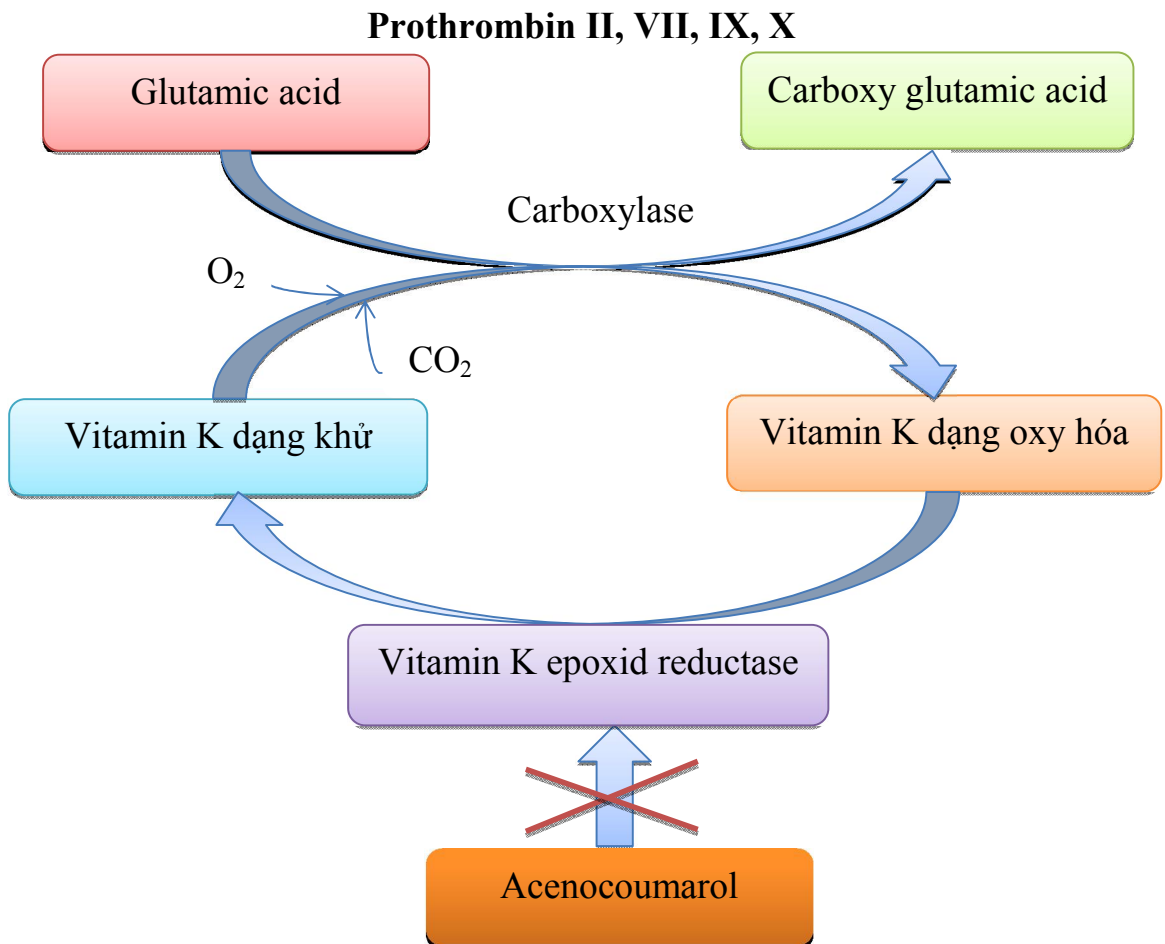 Prothrombin II, VII, IX, X
Glutamic acid
Carboxy glutamic acid
Carboxylase
O₂
CO₂
Vitamin K dạng khử
Vitamin K dạng oxy hóa
Vitamin K epoxid reductase
Acenocoumarol